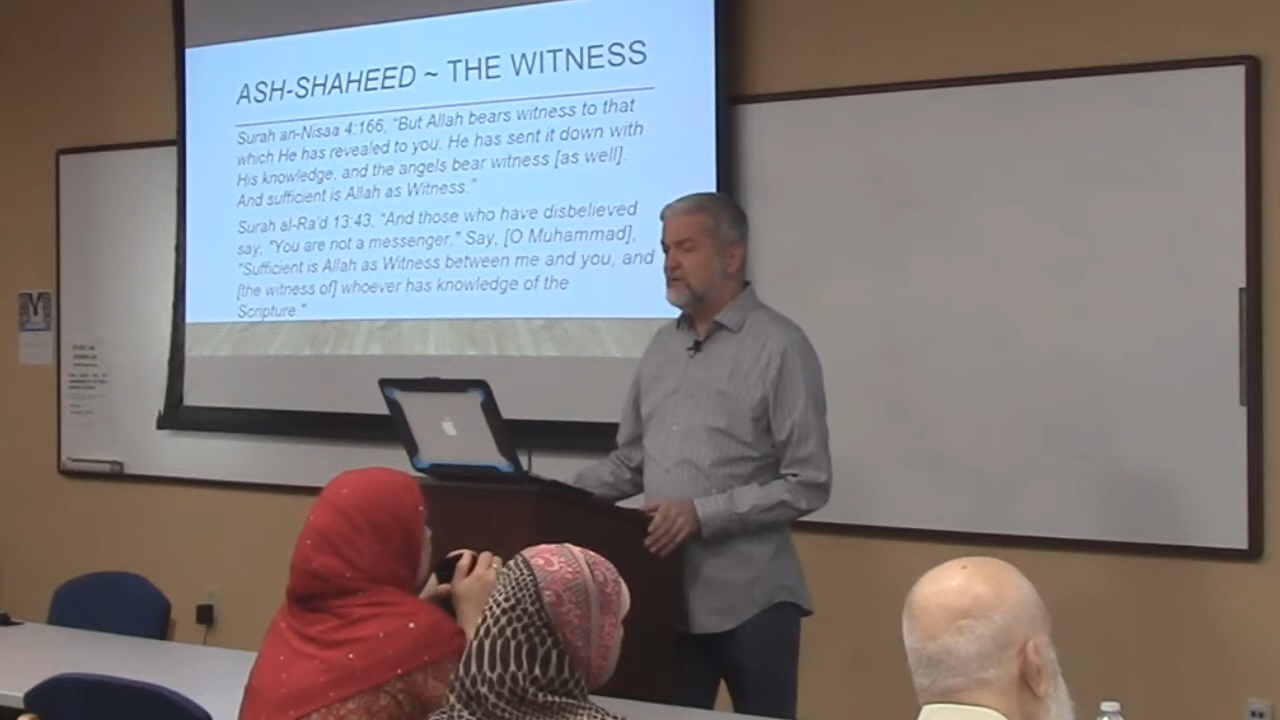 ASH-SHAHEED ~ THE WITNESS
Surah an-Nisaa 4:166, “But Allah bears witness to that
which He has revealed to you. He has sent it down with
His knowledge, and the angels bear witness [as well].
And sufficient is Allah as Witness.”
Surah al-Ra’d 13:43, “And those who have disbelieved
say, "You are not a messenger." Say, [O Muhammad],
"Sufficient is Allah as Witness between me and you, and
[the witness of] whoever has knowledge of the
Scripture."